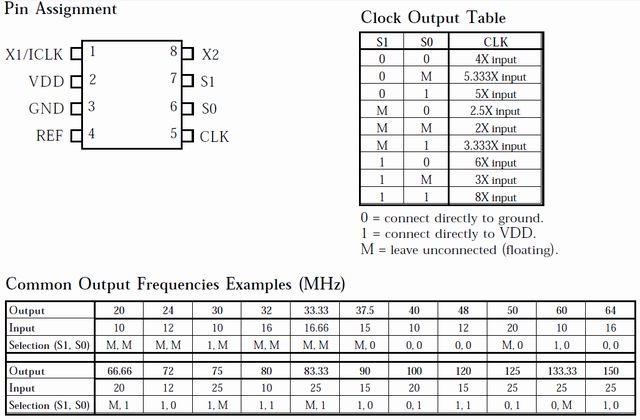 Pin Assignment
X1/ICLK 1 8 X2
VDD 2 7 S1
GND 3 6 S0
REF 4 5 CLK
Clock Output Table
S1 S0 CLK
0 0 4X input
0 M 5.333X input
0 1 5X input
M 0 2.5X input
M M 2X input
M 1 3.333X input
1 0 6X input
1 M 3X input
1 1 8X input
0 = connect directly to ground.
1 = connect directly to VDD.
M = leave unconnected (floating).
Common Output Frequencies Examples (MHz)
Output 20 24 30 32 33.33 37.5 40 48 50 60 64
Input 10 12 10 16 16.66 15 10 12 20 10 16
Selection (S1, S0) M, M M, M 1, M M, M M, M M, 0 0, 0 0, 0 M, 0 1, 0 0, 0
Output 66.66 72 75 80 83.33 90 100 120 125 133.33 150
Input 20 12 25 10 25 15 20 15 25 25 25
Selection (S1, S0) M, 1 1, 0 1, M 1, 1 M, 1 1, 0 0, 1 1, 1 0, 1 0, M 1, 0